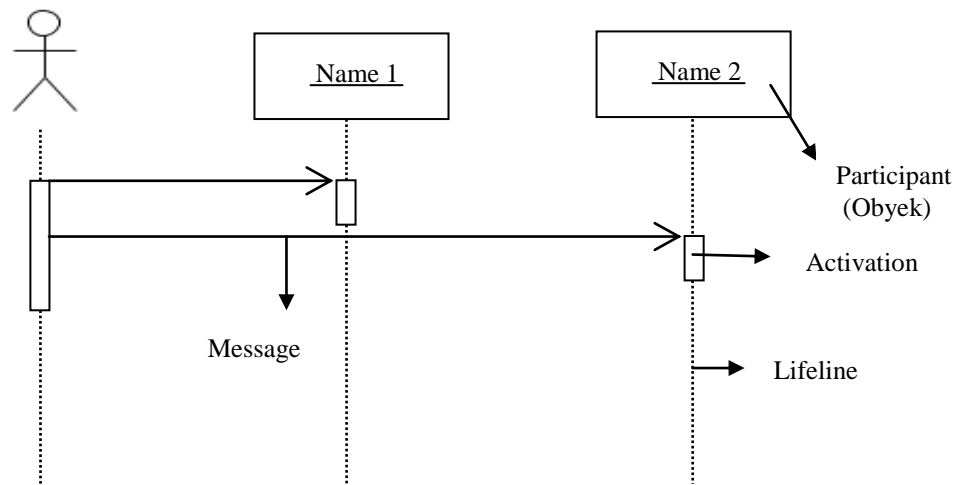 Name 1
Name 2
Participant
(Obyek)
Activation
Message
Lifeline